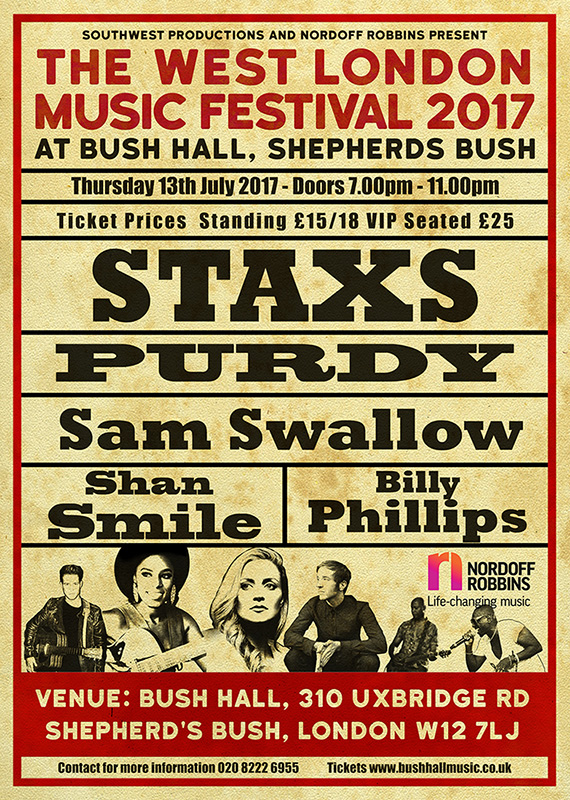 SOUTHWEST PRODUCTIONS AND NORDOFF ROBBINS PRESENT
THE WEST LONDON
MUSIC FESTIVAL 2017
AT BUSH HALL, SHEPHERDS BUSH
Thursday 13th July 2017 - Doors 7.00pm - 11.00pm
Ticket Prices Standing £15/18 VIP Seated £25
STAXS
PURDY
Sam Swallow
Shan
Smile
Billy
Phillips
NORDOFF
ROBBINS
Life-changing music
VENUE: BUSH HALL, 310 UXBRIDGE RD
SHEPHERD'S BUSH, LONDON W12 7LJ
Contact for more information 020 8222 6955 Tickets www.bushhallmusic.co.uk